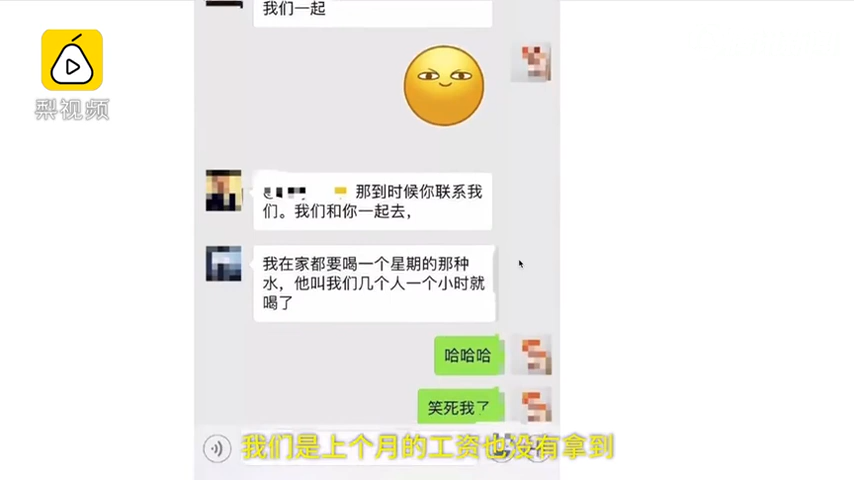 我们一起
梨视频
那到时候你联系我
们。我们和你一起去，
我在家都要喝一个星期的那种
水，他叫我们几个人一个小时就
喝了
哈哈哈
笑死我了
我们是上个月的工资也没有拿到